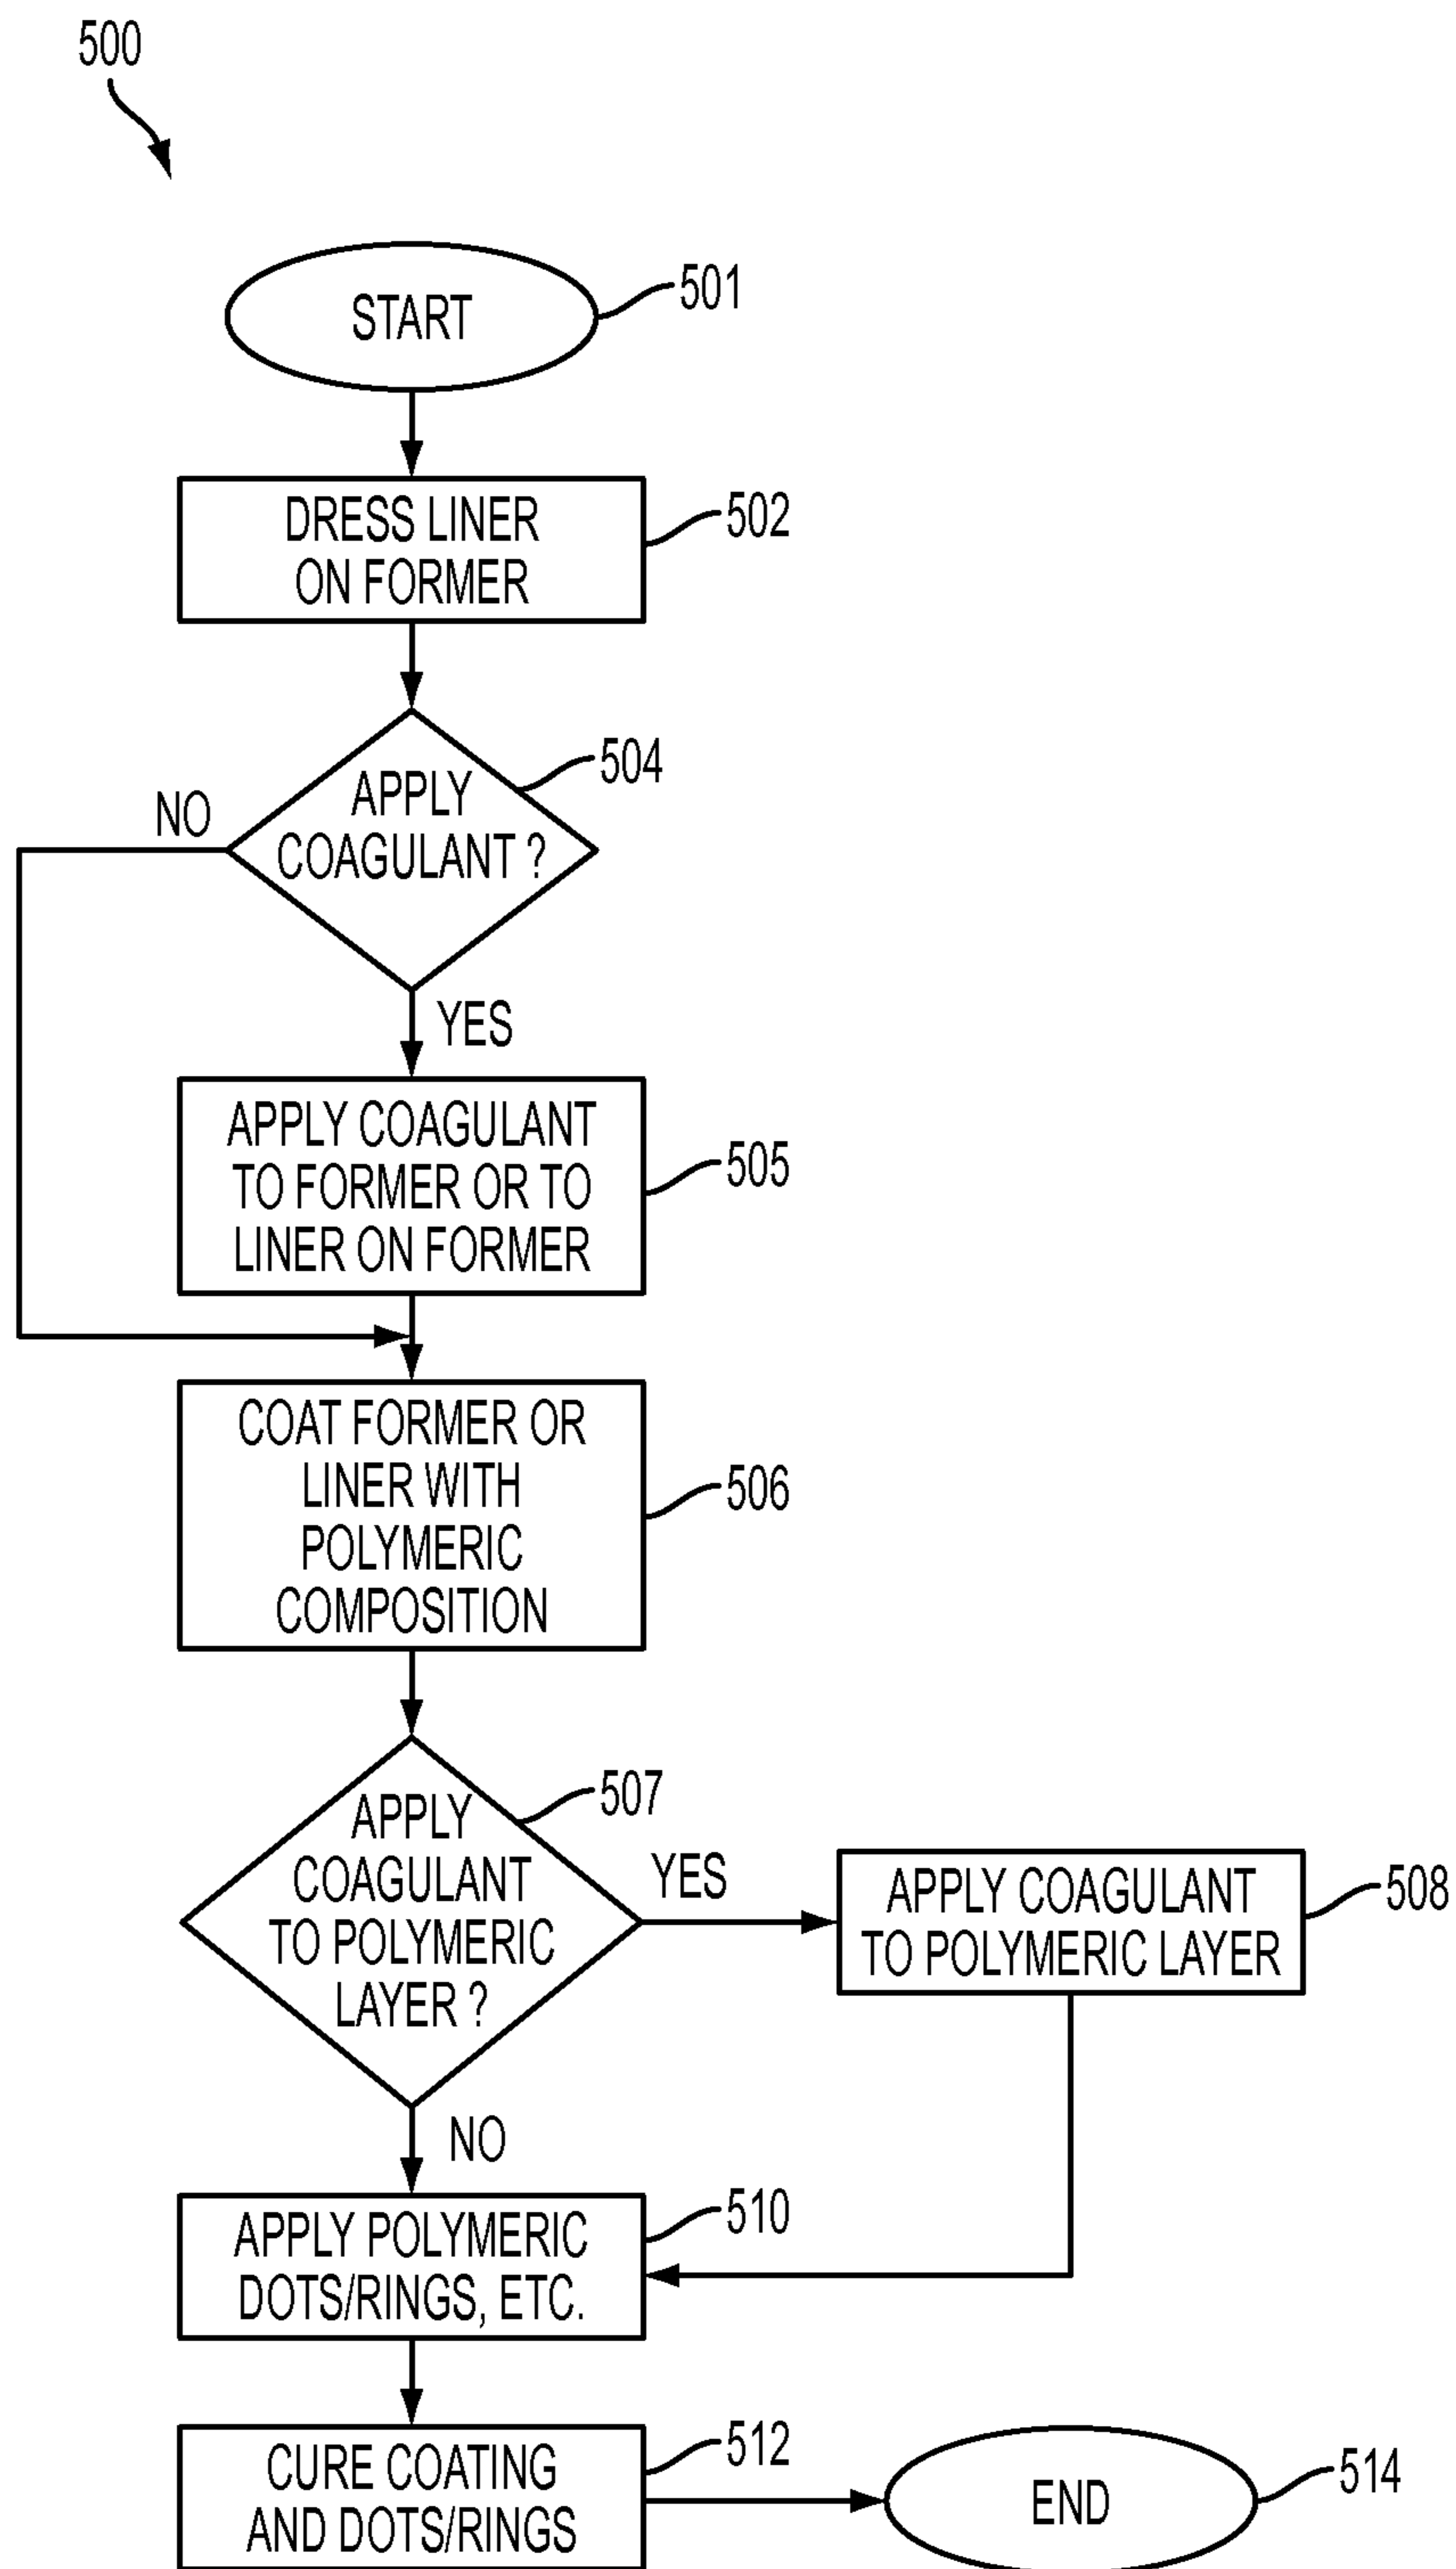 500
START
501
DRESS LINER
ON FORMER
502
APPLY
COAGULANT ?
504
NO
YES
APPLY COAGULANT
TO FORMER OR TO
LINER ON FORMER
505
COAT FORMER OR
LINER WITH
POLYMERIC
COMPOSITION
506
APPLY
COAGULANT
TO POLYMERIC
LAYER ?
507
YES
APPLY COAGULANT
TO POLYMERIC LAYER
508
NO
APPLY POLYMERIC
DOTS/RINGS, ETC.
510
CURE COATING
AND DOTS/RINGS
512
END
514